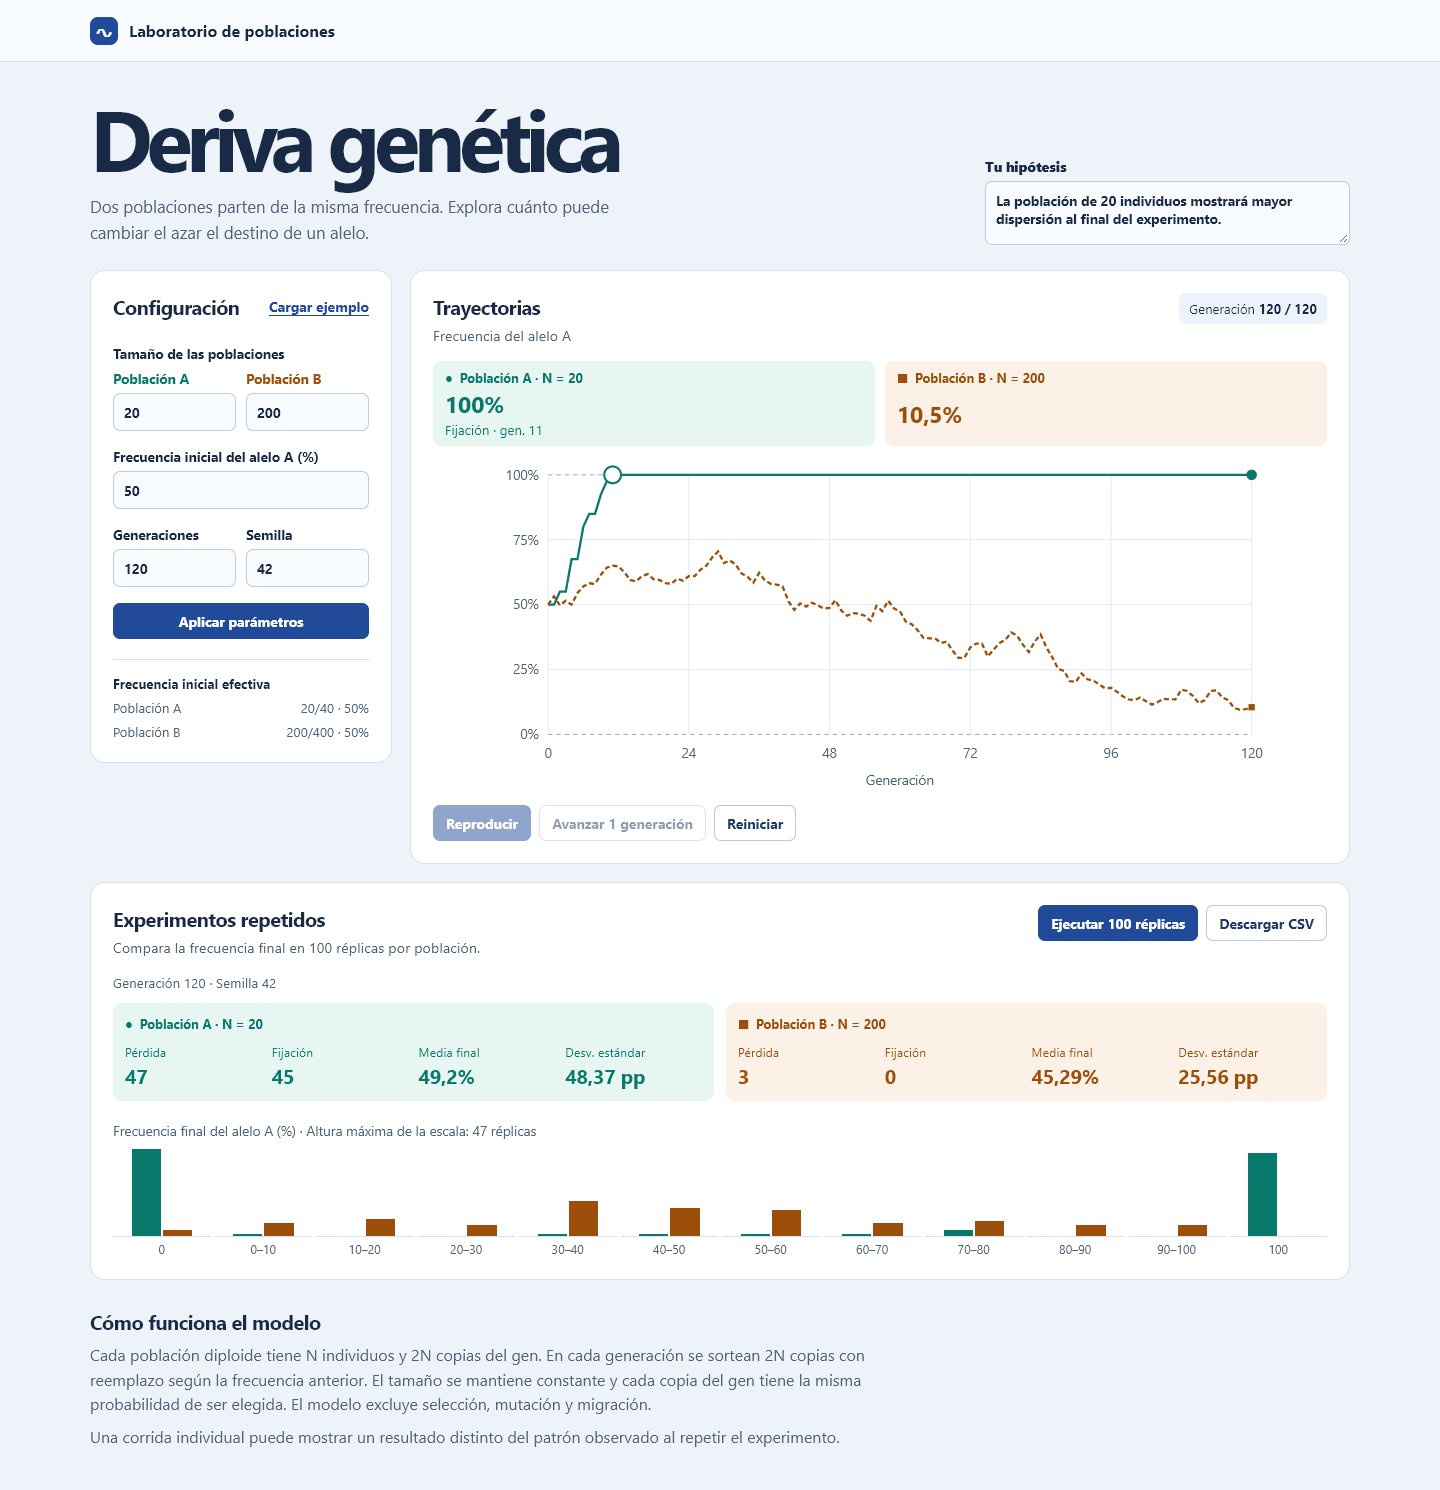 Laboratorio de poblaciones
Deriva genética
Dos poblaciones parten de la misma frecuencia. Explora cuánto puede
cambiar el azar el destino de un alelo.
Tu hipótesis
La población de 20 individuos mostrará mayor
dispersión al final del experimento.
Configuración
Cargar ejemplo
Tamaño de las poblaciones
Población A
Población B
20
200
Frecuencia inicial del alelo A (%)
50
Generaciones
Semilla
120
42
Aplicar parámetros
Frecuencia inicial efectiva
Población A
20/40 · 50%
Población B
200/400 · 50%
Trayectorias
Generación 120 / 120
Frecuencia del alelo A
● Población A · N = 20
100%
Fijación · gen. 11
■ Población B · N = 200
10,5%
100%
75%
50%
25%
0%
0
24
48
72
96
120
Generación
Reproducir
Avanzar 1 generación
Reiniciar
Experimentos repetidos
Compara la frecuencia final en 100 réplicas por población.
Ejecutar 100 réplicas
Descargar CSV
Generación 120 · Semilla 42
● Población A · N = 20
Pérdida
Fijación
Media final
Desv. estándar
47
45
49,2%
48,37 pp
■ Población B · N = 200
Pérdida
Fijación
Media final
Desv. estándar
3
0
45,29%
25,56 pp
Frecuencia final del alelo A (%) · Altura máxima de la escala: 47 réplicas
0
0–10
10–20
20–30
30–40
40–50
50–60
60–70
70–80
80–90
90–100
100
Cómo funciona el modelo
Cada población diploide tiene N individuos y 2N copias del gen. En cada generación se sortean 2N copias con
reemplazo según la frecuencia anterior. El tamaño se mantiene constante y cada copia del gen tiene la misma
probabilidad de ser elegida. El modelo excluye selección, mutación y migración.
Una corrida individual puede mostrar un resultado distinto del patrón observado al repetir el experimento.